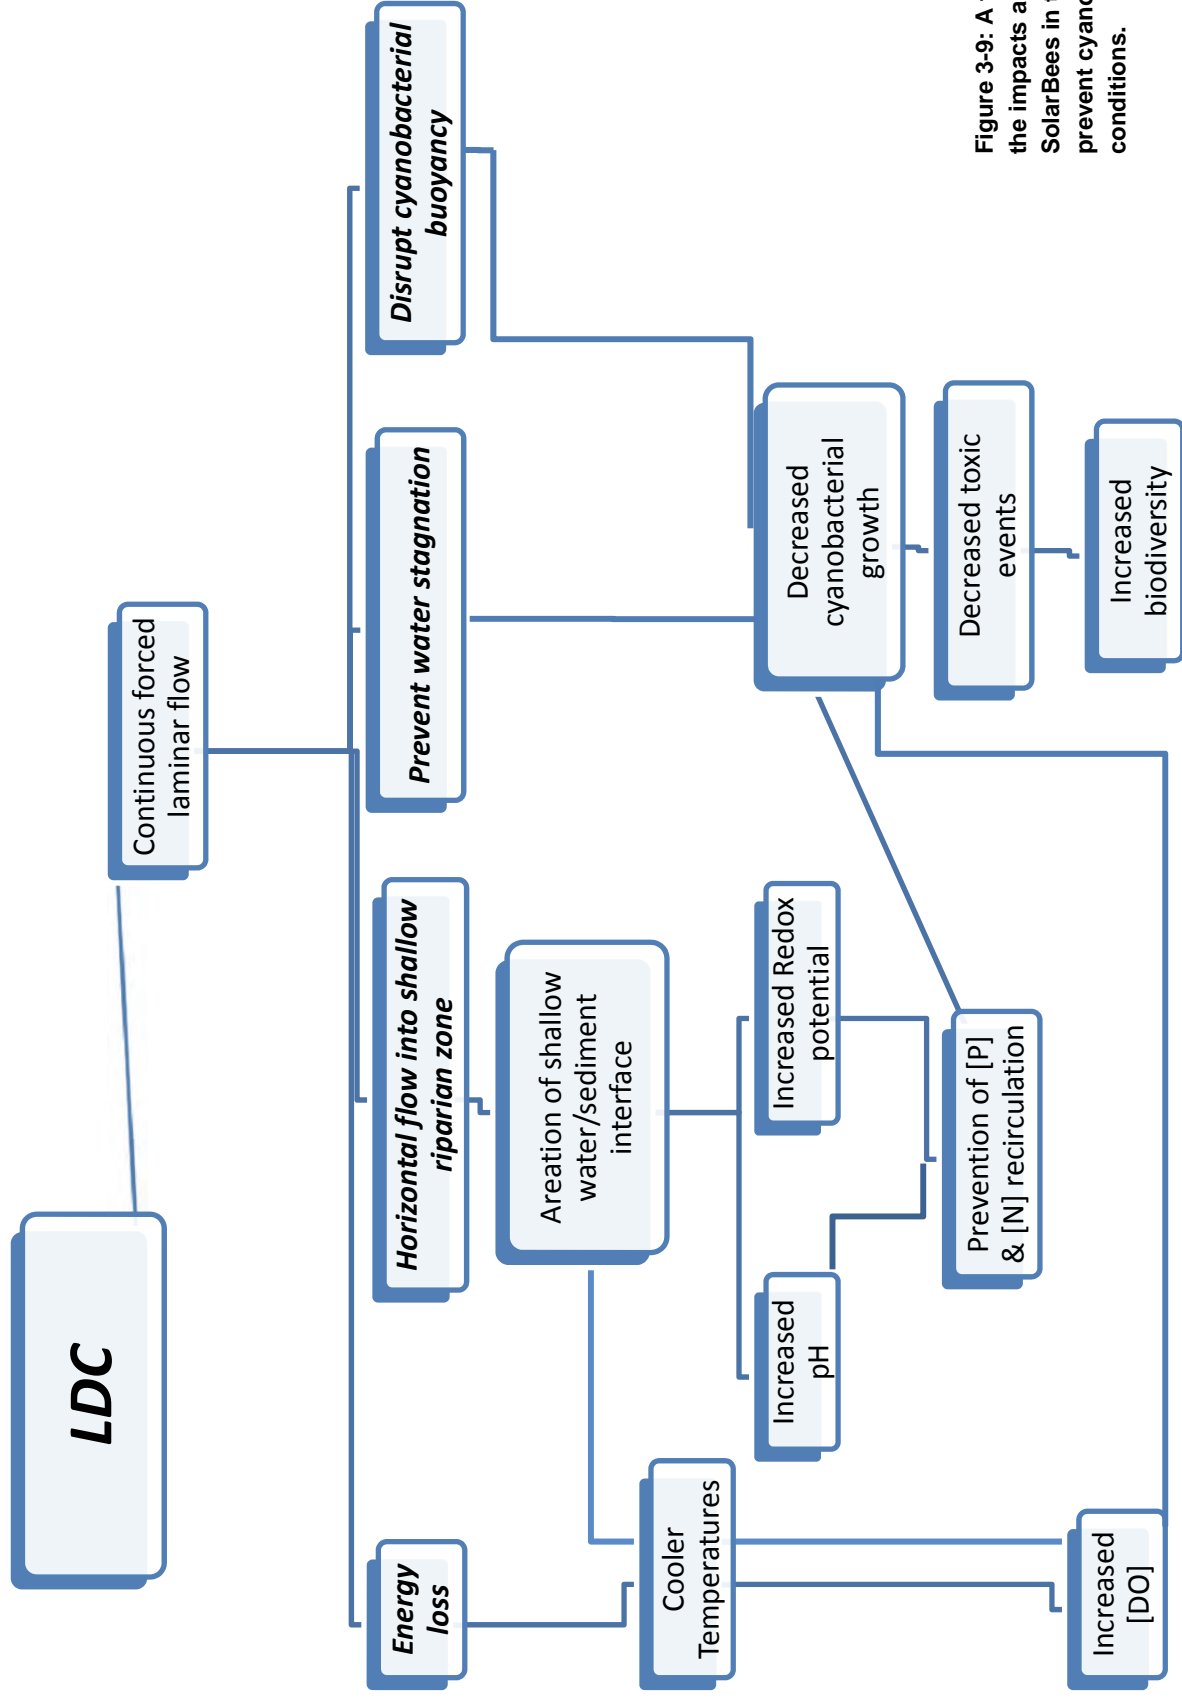 LDC
Continuous forced
laminar flow
Energy
loss
Horizontal flow into shallow
riparian zone
Prevent water stagnation
Disrupt cyanobacterial
buoyancy
Areation of shallow
water/sediment
interface
Cooler
Temperatures
Increased
pH
Increased Redox
potential
Decreased
cyanobacterial
growth
Prevention of [P]
& [N] recirculation
Decreased toxic
events
Increased
[DO]
Increased
biodiversity
Figure 3-9: A
the impacts
SolarBees in
prevent
conditions.